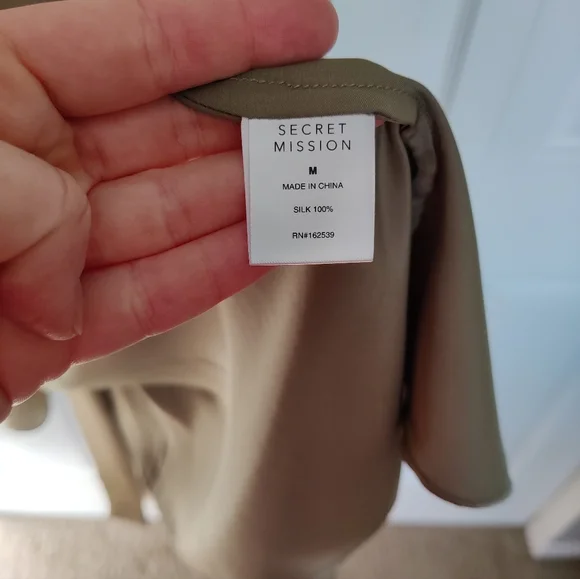 SECRET
MISSION
M
MADE IN CHINA
SILK 100%
RN#162539